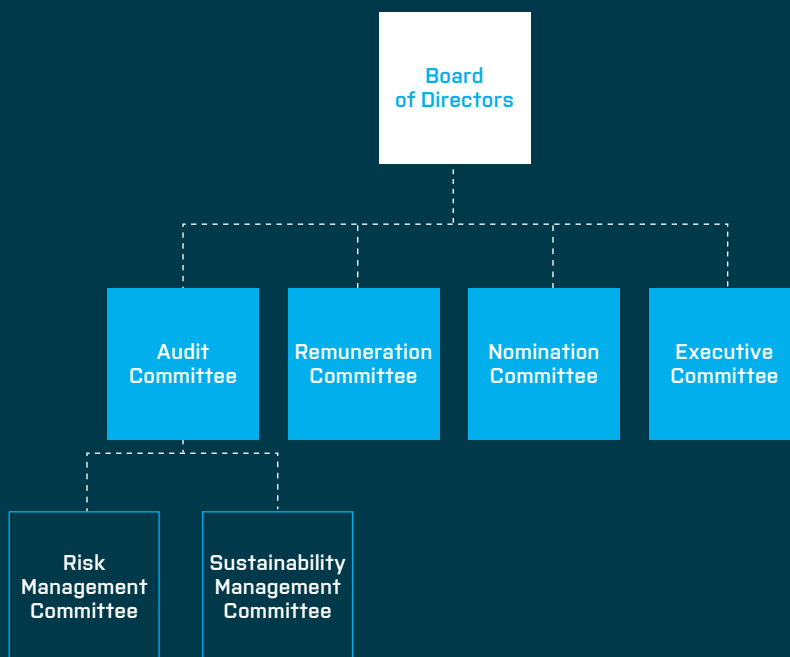 Board
of Directors
Audit
Committee
Remuneration
Committee
Nomination
Committee
Executive
Committee
Risk
Management
Committee
Sustainability
Management
Committee